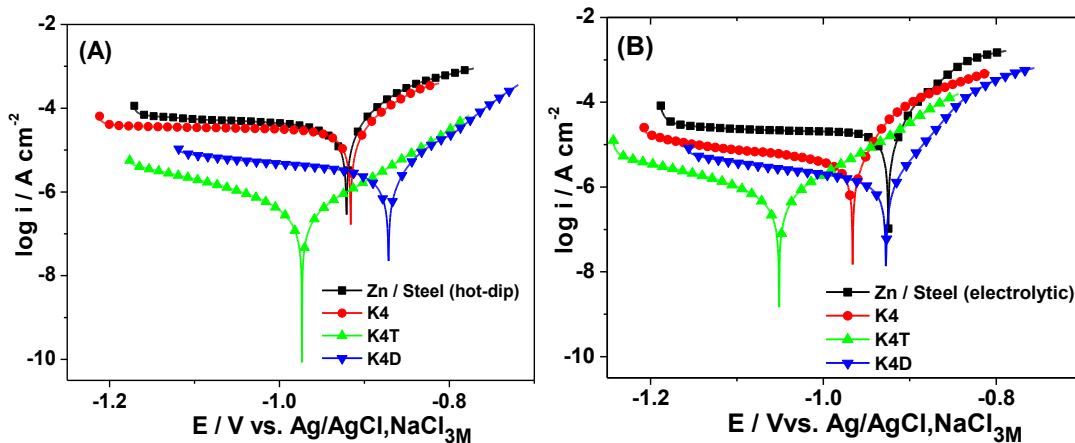 (A)
-2
-4
-6
-8
-10
log i / A cm⁻²
-1.2
-1.0
-0.8
E / V vs. Ag/AgCl,NaCl₃M
Zn / Steel (hot-dip)
K4
K4T
K4D
(B)
-2
-4
-6
-8
-10
log i / A cm⁻²
-1.2
-1.0
-0.8
E / V vs. Ag/AgCl,NaCl₃M
Zn / Steel (electrolytic)
K4
K4T
K4D